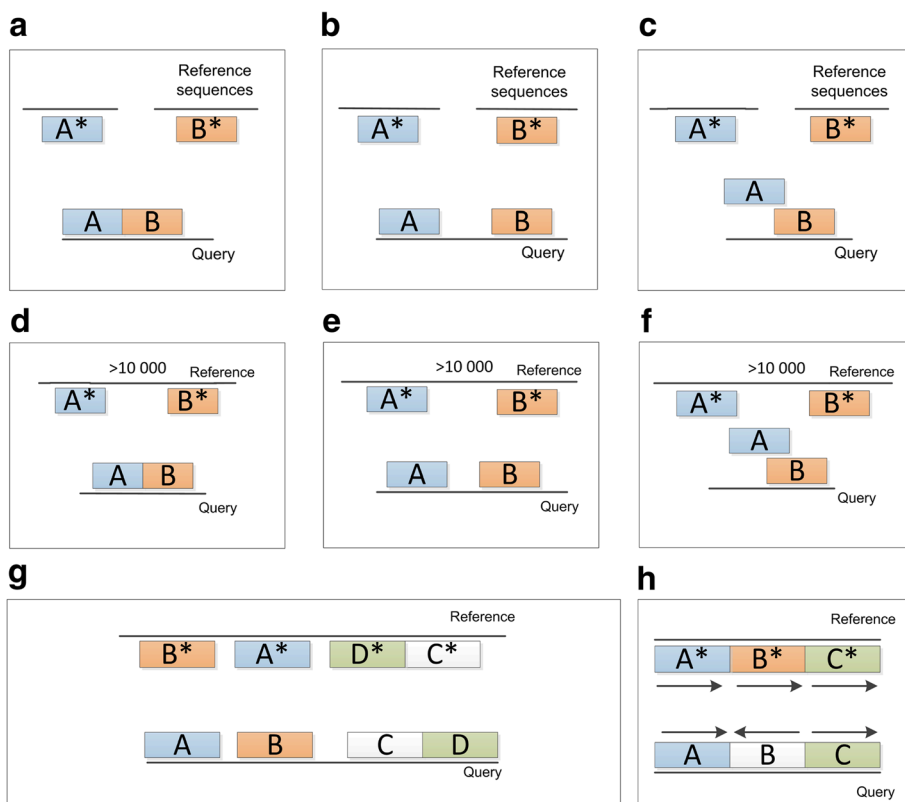 a
Reference
sequences
A* B*
A B
Query
b
Reference
sequences
A* B*
A B
Query
c
Reference
sequences
A* B*
A
B
Query
d
>10 000 Reference
A* B*
A B
Query
e
>10 000 Reference
A* B*
A B
Query
f
>10 000 Reference
A* B*
A
B
Query
g
Reference
B* A* D* C*
A B C D
Query
h
Reference
A* B* C*
A B C
Query